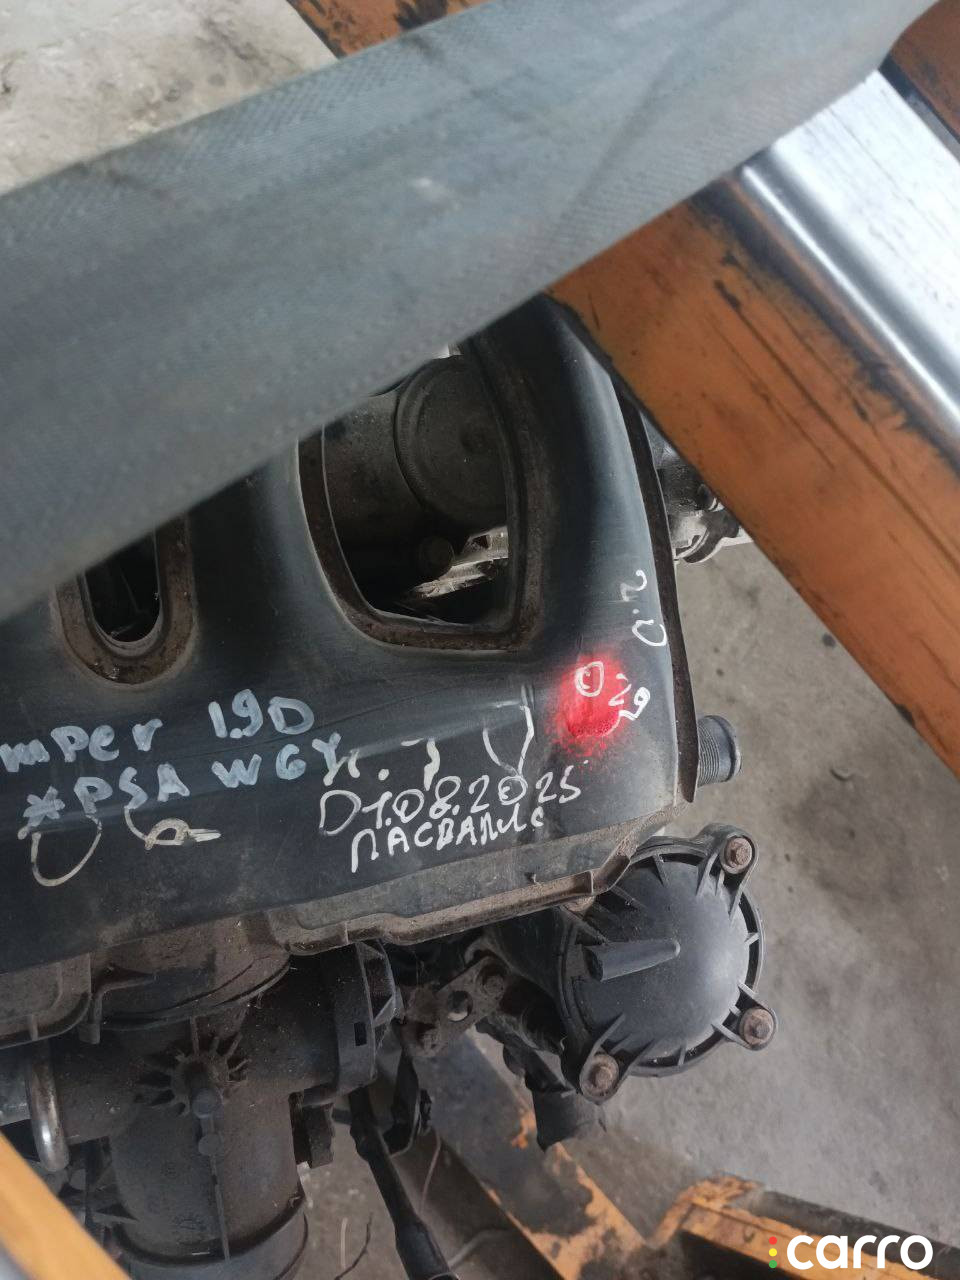 mper 1.9D
*PSA WGY
01.08.2025
ПАСВАЛИС
2.0
carro